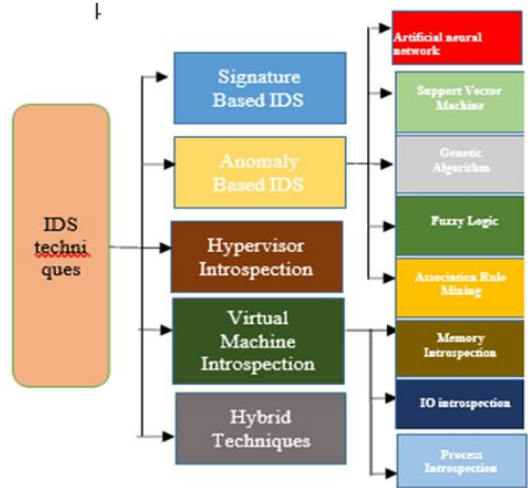 IDS
techni
ques
Signature
Based IDS
Anomaly
Based IDS
Hypervisor
Introspection
Virtual
Machine
Introspection
Hybrid
Techniques
Artificial neural
network
Support Vector
Machine
Genetic
Algorithm
Fuzzy Logic
Association Rule
Mining
Memory
Introspection
IO introspection
Process
Introspection